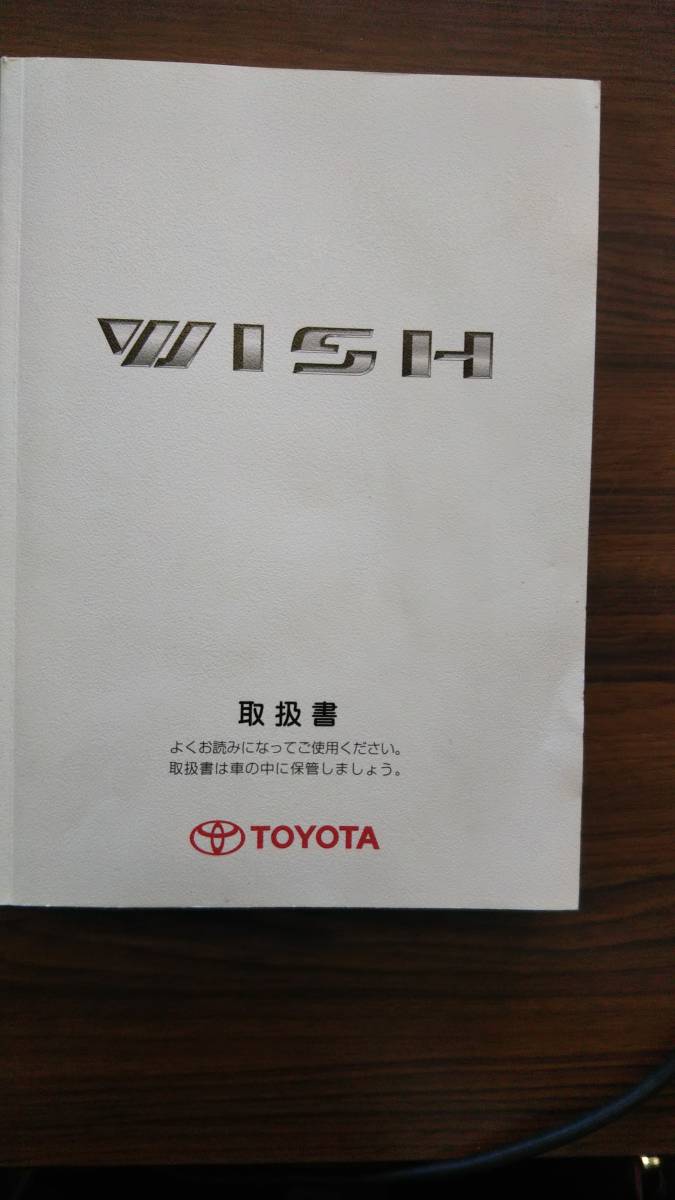 WISH
取扱書
よくお読みになってご使用ください。
取扱書は車の中に保管しましょう。
TOYOTA